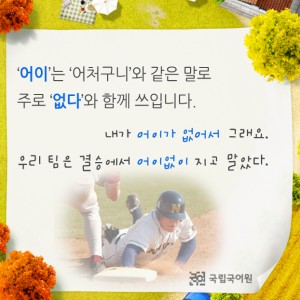 ‘어이’는 ‘어처구니’와 같은 말로
주로 ‘없다’와 함께 쓰입니다.
내가 어이가 없어서 그래요.
우리 팀은 결승에서 어이없이 지고 말았다.
국립국어원